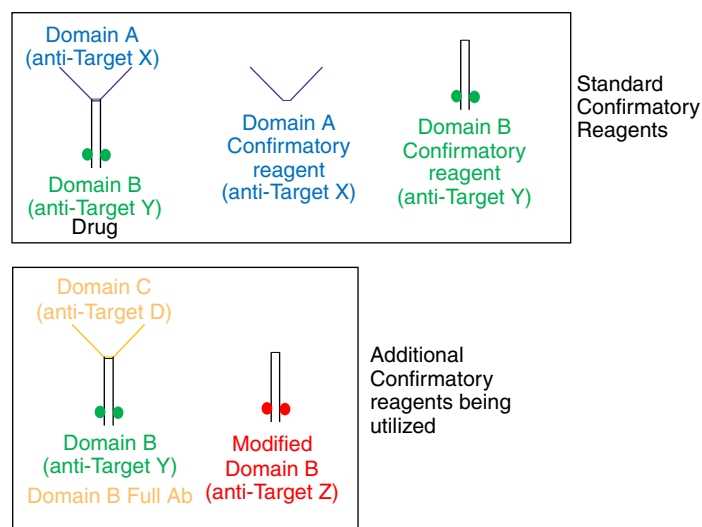 Domain A
(anti-Target X)
Domain B
(anti-Target Y)
Drug
Domain A
Confirmatory
reagent
(anti-Target X)
Domain B
Confirmatory
reagent
(anti-Target Y)
Standard
Confirmatory
Reagents
Domain C
(anti-Target D)
Domain B
(anti-Target Y)
Domain B Full Ab
Modified
Domain B
(anti-Target Z)
Additional
Confirmatory
reagents being
utilized